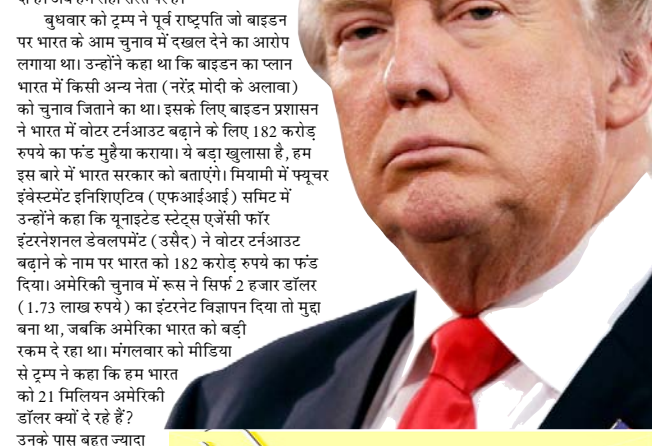 बुधवार को ट्रम्प ने पूर्व राष्ट्रपति जो बाइडन
पर भारत के आम चुनाव में दखल देने का आरोप
लगाया था। उन्होंने कहा था कि बाइडन का प्लान
भारत में किसी अन्य नेता (नरेंद्र मोदी के अलावा)
को चुनाव जिताने का था। इसके लिए बाइडन प्रशासन
ने भारत में वोटर टर्नआउट बढ़ाने के लिए 182 करोड़
रुपये का फंड मुहैया कराया। ये बड़ा खुलासा है, हम
इस बारे में भारत सरकार को बताएंगे। मियामी में फ्यूचर
इंवेस्टमेंट इनिशिएटिव (एफआईआई) समिट में
उन्होंने कहा कि यूनाइटेड स्टेट्स एजेंसी फॉर
इंटरनेशनल डेवलपमेंट (उसैद) ने वोटर टर्नआउट
बढ़ाने के नाम पर भारत को 182 करोड़ रुपये का फंड
दिया। अमेरिकी चुनाव में रूस ने सिर्फ 2 हजार डॉलर
(1.73 लाख रुपये) का इंटरनेट विज्ञापन दिया तो मुद्दा
बना था, जबकि अमेरिका भारत को बड़ी
रकम दे रहा था। मंगलवार को मीडिया
से ट्रम्प ने कहा कि हम भारत
को 21 मिलियन अमेरिकी
डॉलर क्यों दे रहे हैं?
उनके पास बहुत ज्यादा